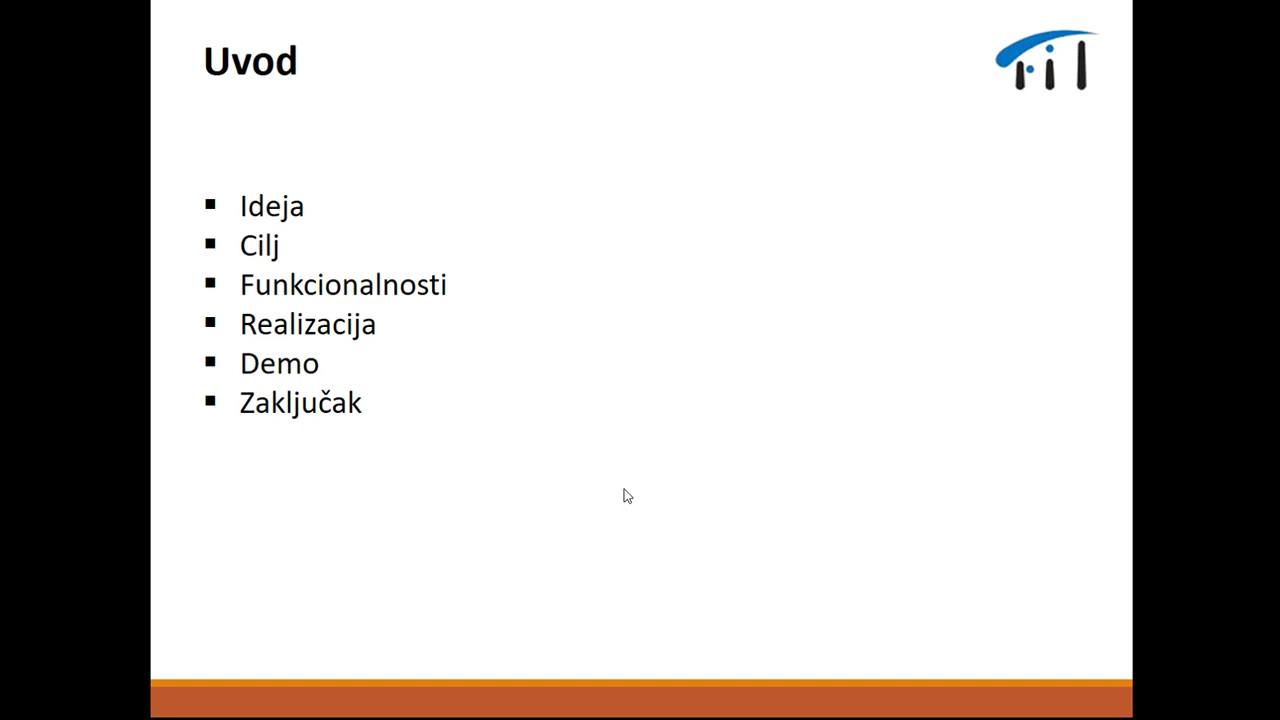 Uvod
Ideja
Cilj
Funkcionalnosti
Realizacija
Demo
Zaključak